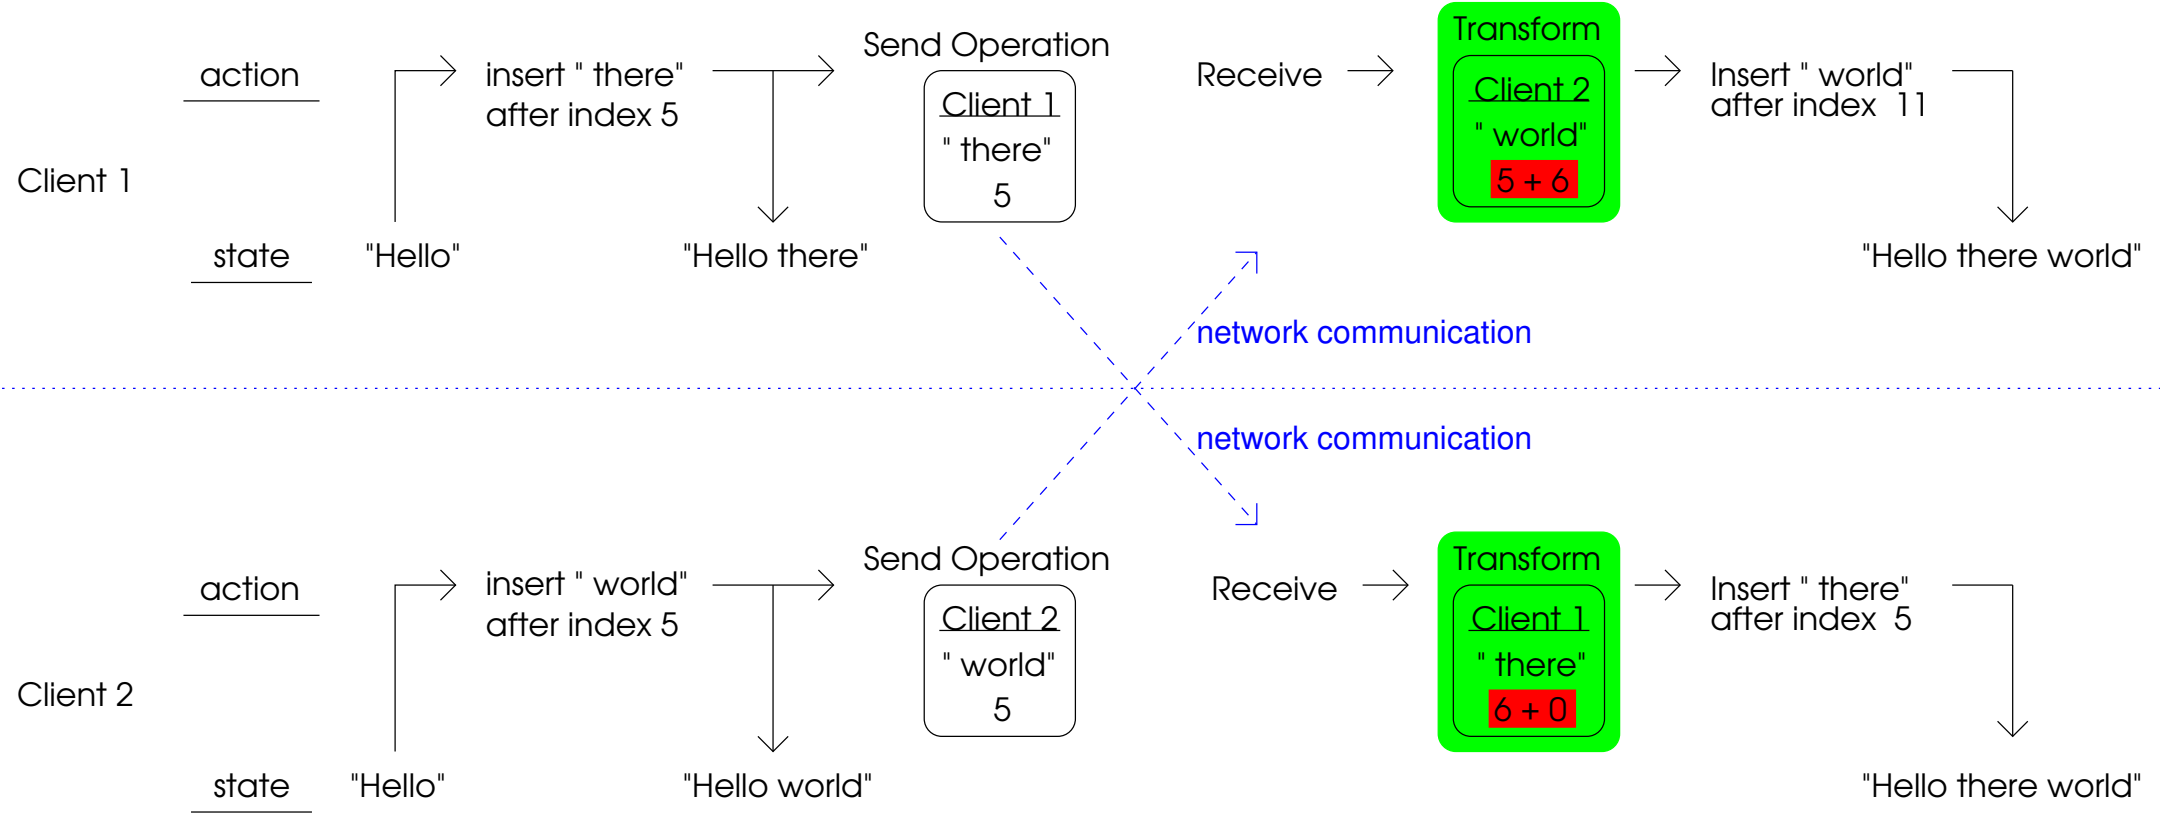 action
insert " there"
after index 5
Send Operation
Client 1
" there"
5
Receive
Transform
Client 2
" world"
5 + 6
Insert " world"
after index 11
Client 1
state
"Hello"
"Hello there"
"Hello there world"
network communication
network communication
action
insert " world"
after index 5
Send Operation
Client 2
" world"
5
Receive
Transform
Client 1
" there"
6 + 0
Insert " there"
after index 5
Client 2
state
"Hello"
"Hello world"
"Hello there world"